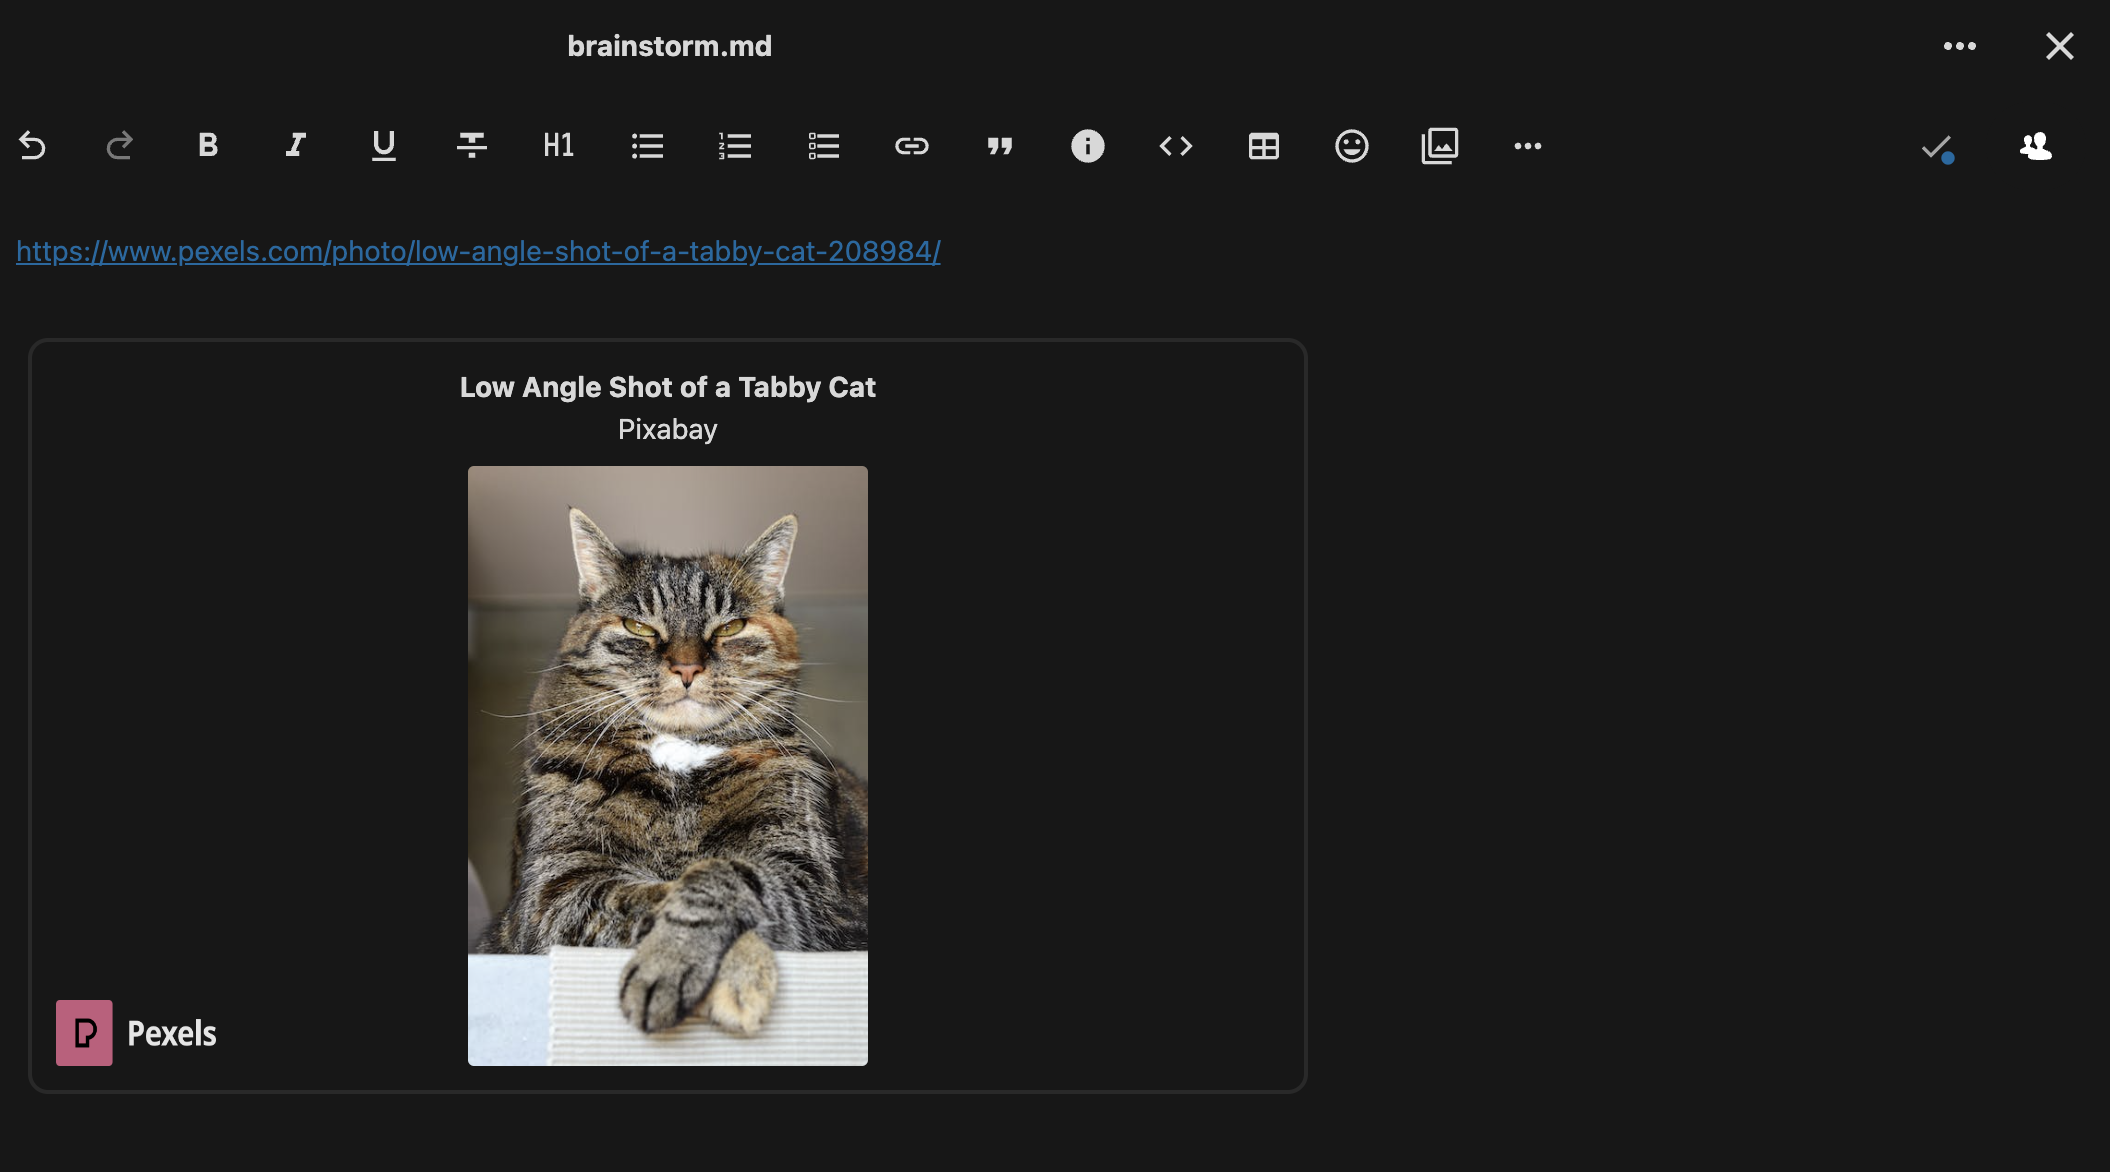 brainstorm.md
H1
https://www.pexels.com/photo/low-angle-shot-of-a-tabby-cat-208984/
Low Angle Shot of a Tabby Cat
Pixabay
Pexels